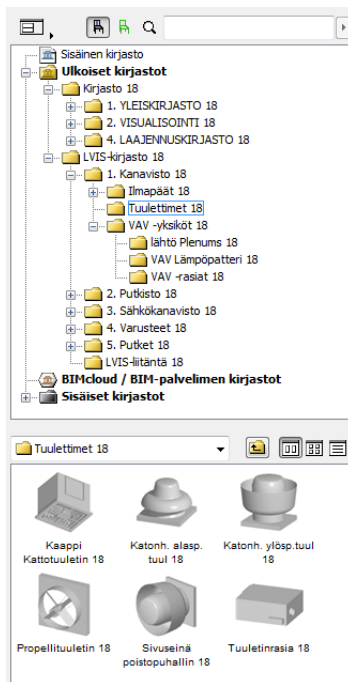 Sisäinen kirjasto
Ulkoiset kirjastot
Kirjasto 18
1. YLEISKIRJASTO 18
2. VISUALISOINTI 18
4. LAAJENNUSKIRJASTO 18
LVIS-kirjasto 18
1. Kanavisto 18
Ilmapäät 18
Tuulettimet 18
VAV -yksiköt 18
lähtö Plenums 18
VAV Lämpöpatteri 18
VAV -rasiat 18
2. Putkisto 18
3. Sähkökanavisto 18
4. Varusteet 18
5. Putket 18
LVIS-liitäntä 18
BIMcloud / BIM-palvelimen kirjastot
Sisäiset kirjastot
Tuulettimet 18
Kaappi
Kattotuuletin 18
Katonh. alasp.
tuul 18
Katonh. ylösp.tuul
18
Propellituuletin 18
Sivuseinä
poistopuhallin 18
Tuuletinrasia 18